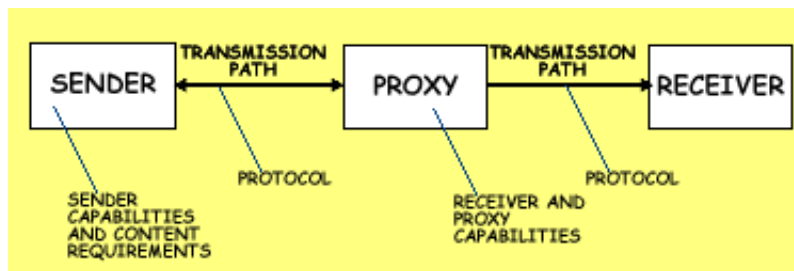 TRANSMISSION
PATH
TRANSMISSION
PATH
SENDER
PROXY
RECEIVER
PROTOCOL
PROTOCOL
SENDER
CAPABILITIES
AND CONTENT
REQUIREMENTS
RECEIVER AND
PROXY
CAPABILITIES